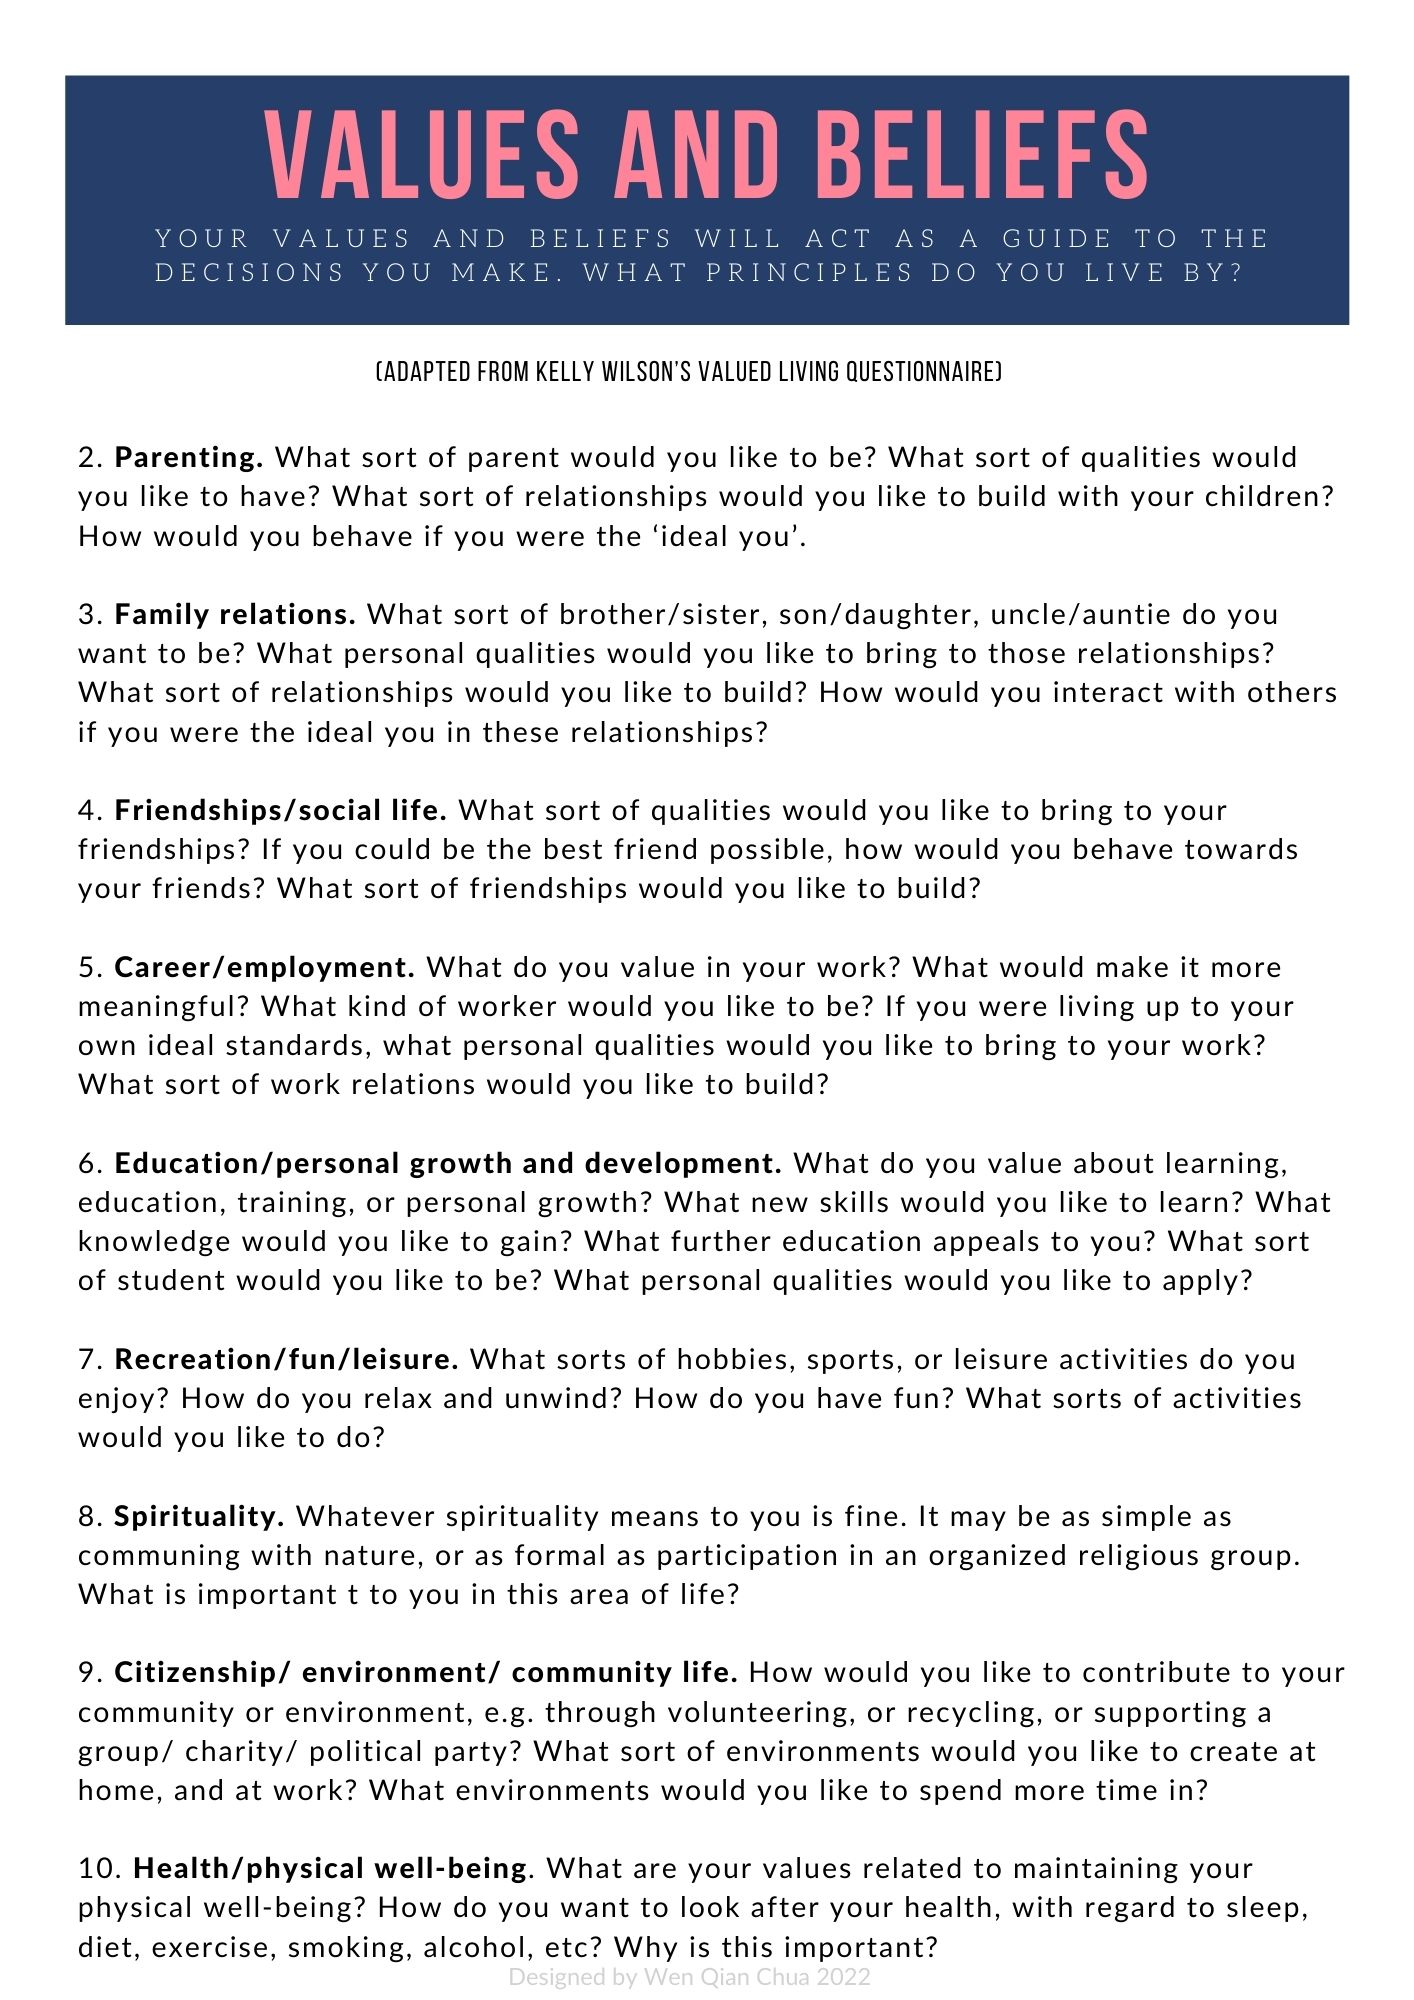 VALUES AND BELIEFS
YOUR VALUES AND BELIEFS WILL ACT AS A GUIDE TO THE
DECISIONS YOU MAKE. WHAT PRINCIPLES DO YOU LIVE BY?
(ADAPTED FROM KELLY WILSON'S VALUED LIVING QUESTIONNAIRE)
2. Parenting. What sort of parent would you like to be? What sort of qualities would
you like to have? What sort of relationships would you like to build with your children?
How would you behave if you were the ‘ideal you’.
3. Family relations. What sort of brother/sister, son/daughter, uncle/auntie do you
want to be? What personal qualities would you like to bring to those relationships?
What sort of relationships would you like to build? How would you interact with others
if you were the ideal you in these relationships?
4. Friendships/social life. What sort of qualities would you like to bring to your
friendships? If you could be the best friend possible, how would you behave towards
your friends? What sort of friendships would you like to build?
5. Career/employment. What do you value in your work? What would make it more
meaningful? What kind of worker would you like to be? If you were living up to your
own ideal standards, what personal qualities would you like to bring to your work?
What sort of work relations would you like to build?
6. Education/personal growth and development. What do you value about learning,
education, training, or personal growth? What new skills would you like to learn? What
knowledge would you like to gain? What further education appeals to you? What sort
of student would you like to be? What personal qualities would you like to apply?
7. Recreation/fun/leisure. What sorts of hobbies, sports, or leisure activities do you
enjoy? How do you relax and unwind? How do you have fun? What sorts of activities
would you like to do?
8. Spirituality. Whatever spirituality means to you is fine. It may be as simple as
communing with nature, or as formal as participation in an organized religious group.
What is important t to you in this area of life?
9. Citizenship/ environment/ community life. How would you like to contribute to your
community or environment, e.g. through volunteering, or recycling, or supporting a
group/ charity/ political party? What sort of environments would you like to create at
home, and at work? What environments would you like to spend more time in?
10. Health/physical well-being. What are your values related to maintaining your
physical well-being? How do you want to look after your health, with regard to sleep,
diet, exercise, smoking, alcohol, etc? Why is this important?
Designed by Wen Qian Chua 2022